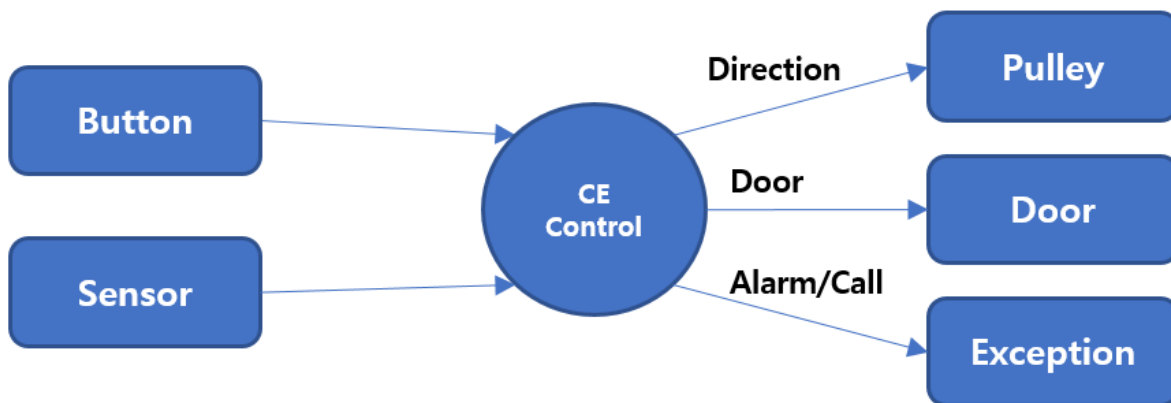 Button
Sensor
CE
Control
Direction
Door
Alarm/Call
Pulley
Door
Exception